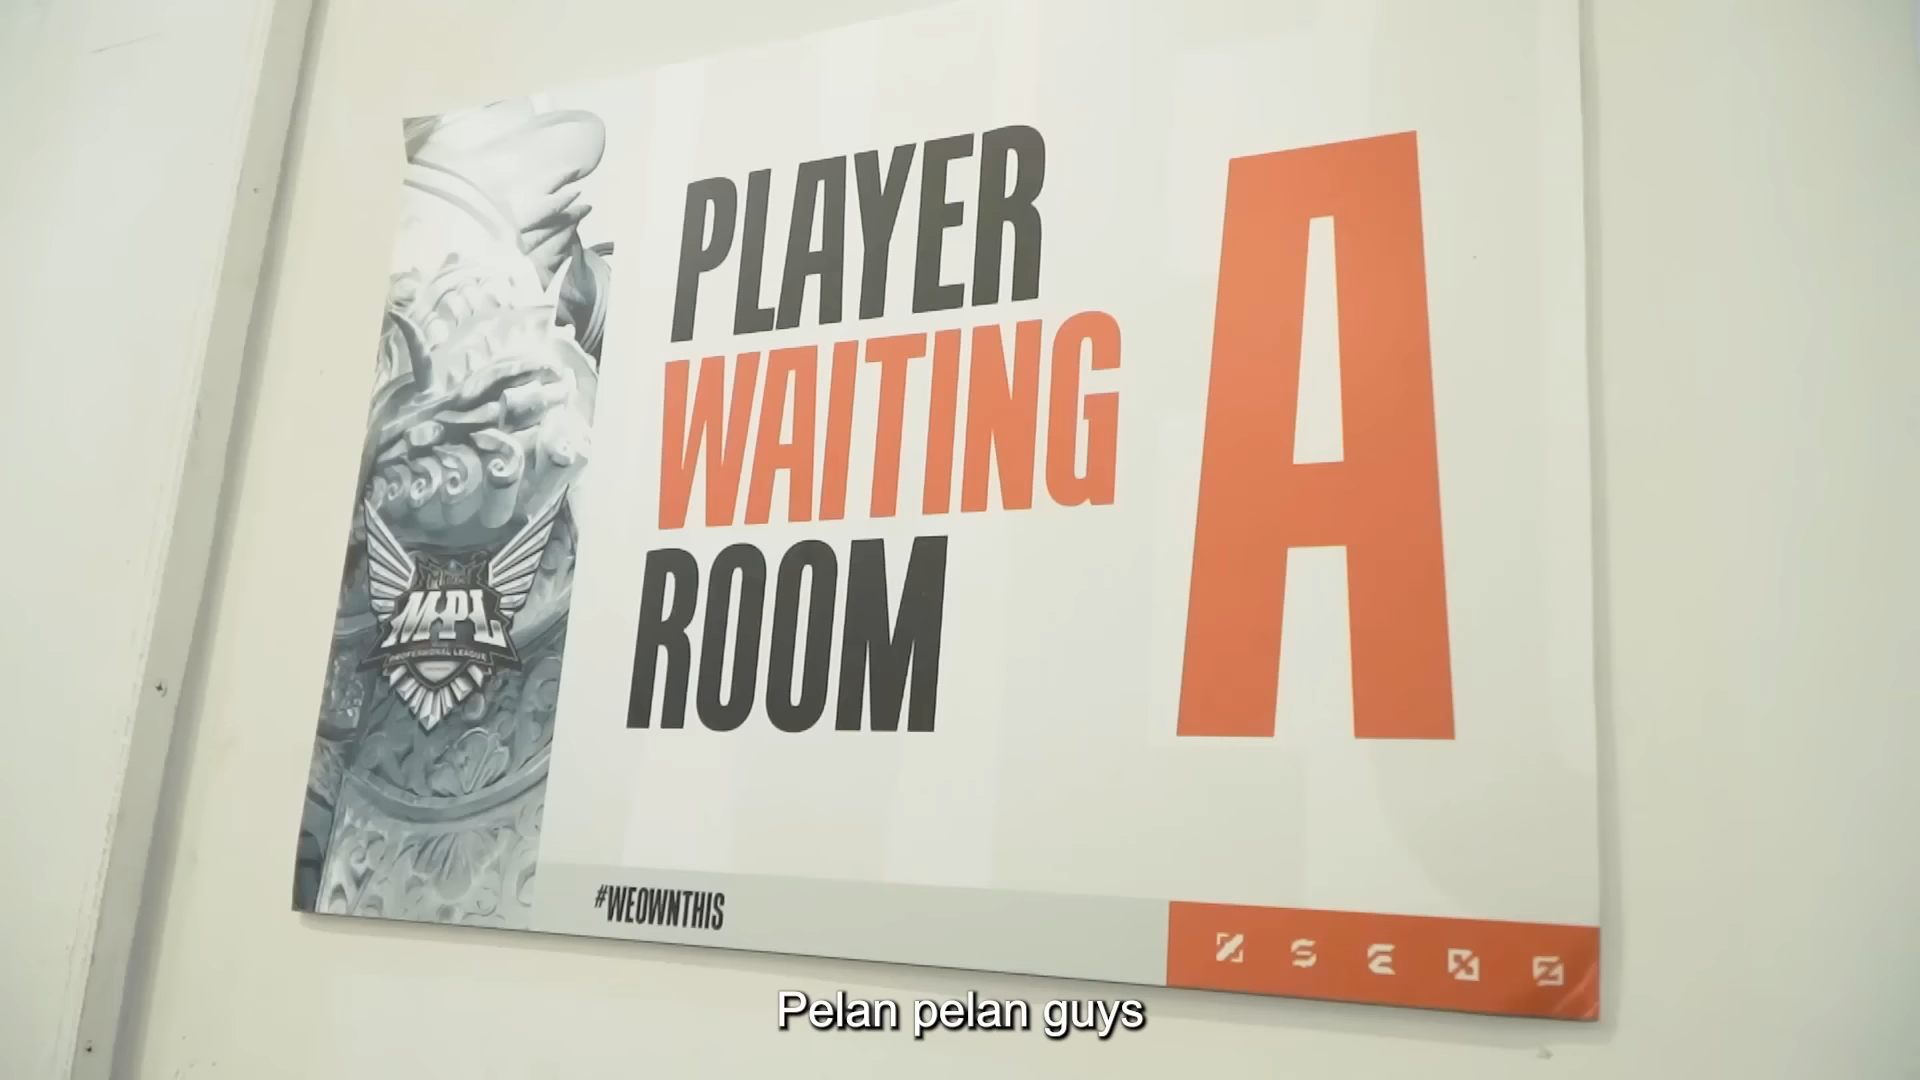 PLAYER
WAITING
ROOM
A
MPL
PROFESSIONAL LEAGUE
#WEOWNTHIS
Pelan pelan guys